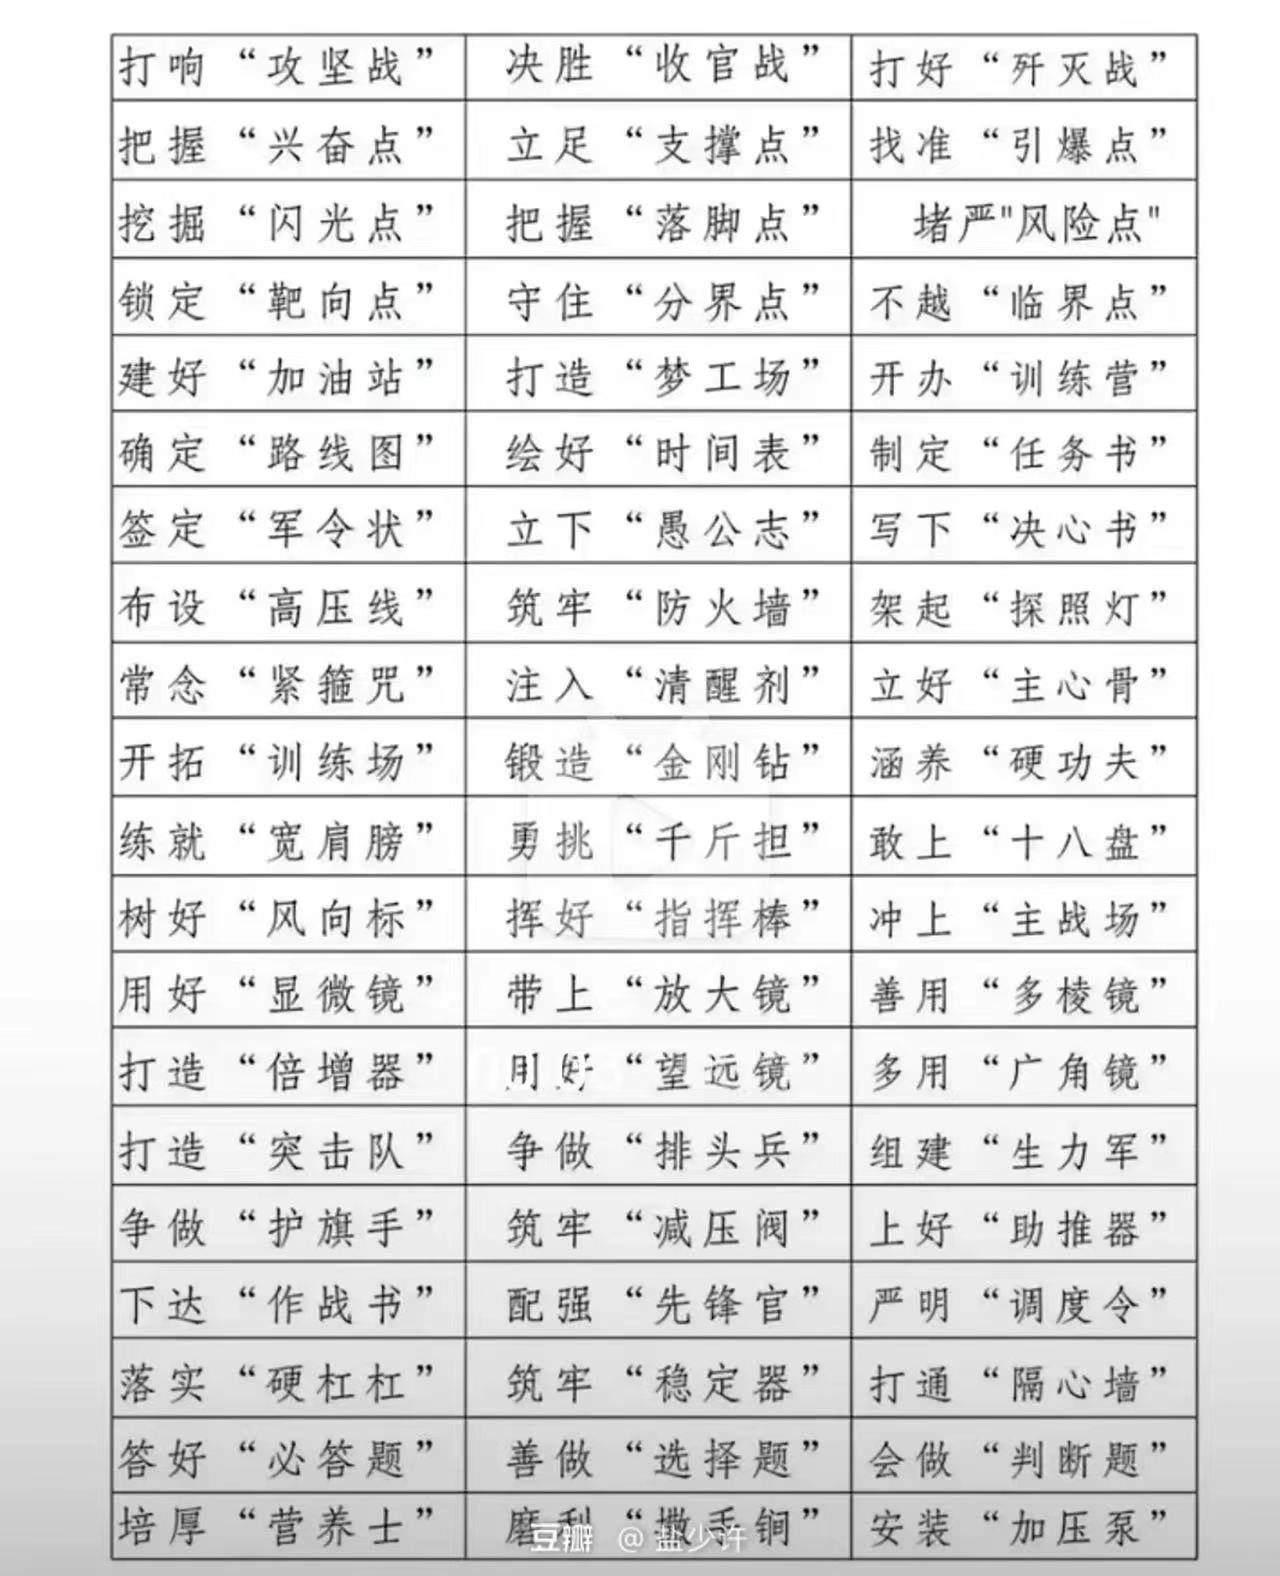 打响“攻坚战” 决胜“收官战” 打好“歼灭战”
把握“兴奋点” 立足“支撑点” 找准“引爆点”
挖掘“闪光点” 把握“落脚点” 堵严"风险点"
锁定“靶向点” 守住“分界点” 不越“临界点”
建好“加油站” 打造“梦工场” 开办“训练营”
确定“路线图” 绘好“时间表” 制定“任务书”
签定“军令状” 立下“愚公志” 写下“决心书”
布设“高压线” 筑牢“防火墙” 架起“探照灯”
常念“紧箍咒” 注入“清醒剂” 立好“主心骨”
开拓“训练场” 锻造“金刚钻” 涵养“硬功夫”
练就“宽肩膀” 勇挑“千斤担” 敢上“十八盘”
树好“风向标” 挥好“指挥棒” 冲上“主战场”
用好“显微镜” 带上“放大镜” 善用“多棱镜”
打造“倍增器” 用好“望远镜” 多用“广角镜”
打造“突击队” 争做“排头兵” 组建“生力军”
争做“护旗手” 筑牢“减压阀” 上好“助推器”
下达“作战书” 配强“先锋官” 严明“调度令”
落实“硬杠杠” 筑牢“稳定器” 打通“隔心墙”
答好“必答题” 善做“选择题” 会做“判断题”
培厚“营养士” 磨利“撒手锏” 安装“加压泵”
豆瓣 @盐少许